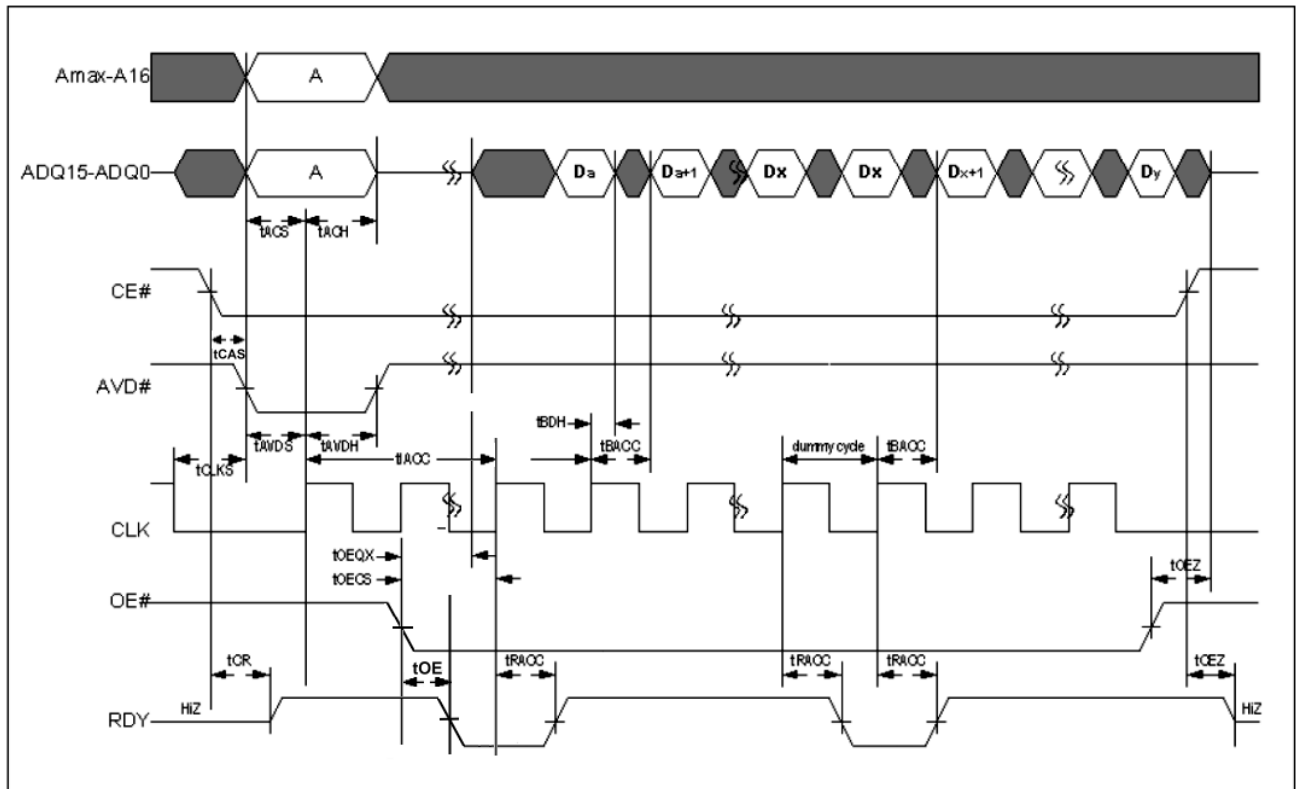 Amax-A16
A
ADQ15-ADQ0
A
Da
Da+1
Dx
Dx
Dx+1
Dy
tACS
tACH
CE#
tCAS
AVD#
tBDH
tAVDS
tAVDH
tBACC
dummy cycle
tBACC
tCLKS
tIACC
CLK
tOEQX
tOECS
tOEZ
OE#
tCR
tOE
tRACC
tRACC
tRACC
tCEZ
RDY
HiZ
HiZ